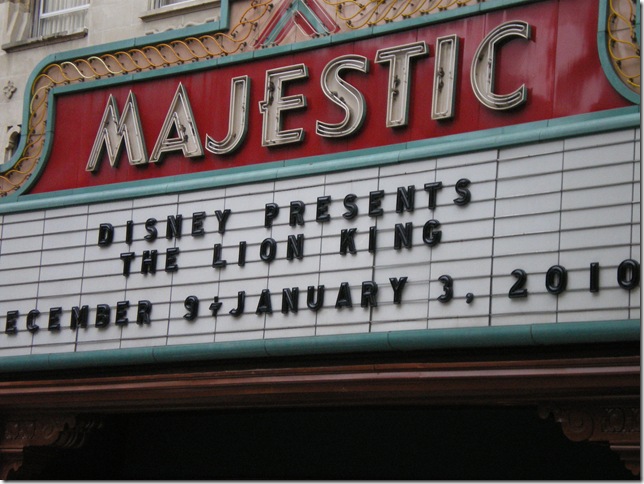 MAJESTIC
DISNEY PRESENTS
THE LION KING
ECEMBER 9-JANUARY 3, 2010